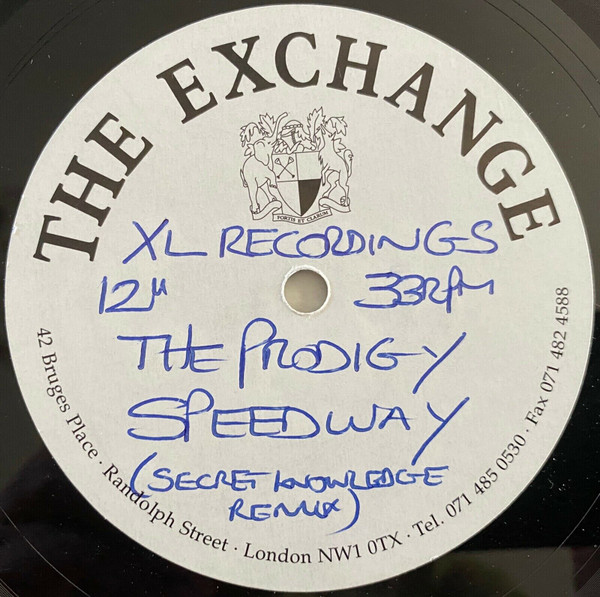 THE EXCHANGE
FORTIS ET CLARUM
XL RECORDINGS
12" 33RPM
THE PRODIGY
SPEEDWAY
(SECRET KNOWLEDGE
REMIX)
42 Bruges Place · Randolph Street · London NW1 0TX · Tel. 071 485 0530 · Fax 071 482 4588